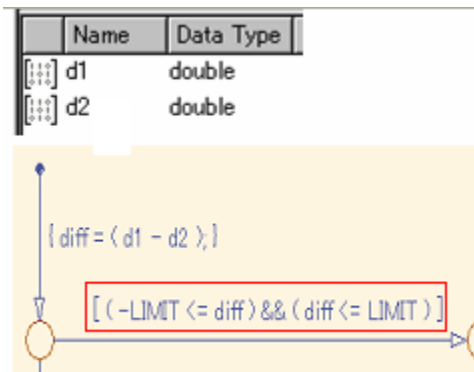 Name Data Type
d1 double
d2 double
{diff = ( d1 - d2 );}
[ ( -LIMIT <= diff ) && ( diff <= LIMIT ) ]